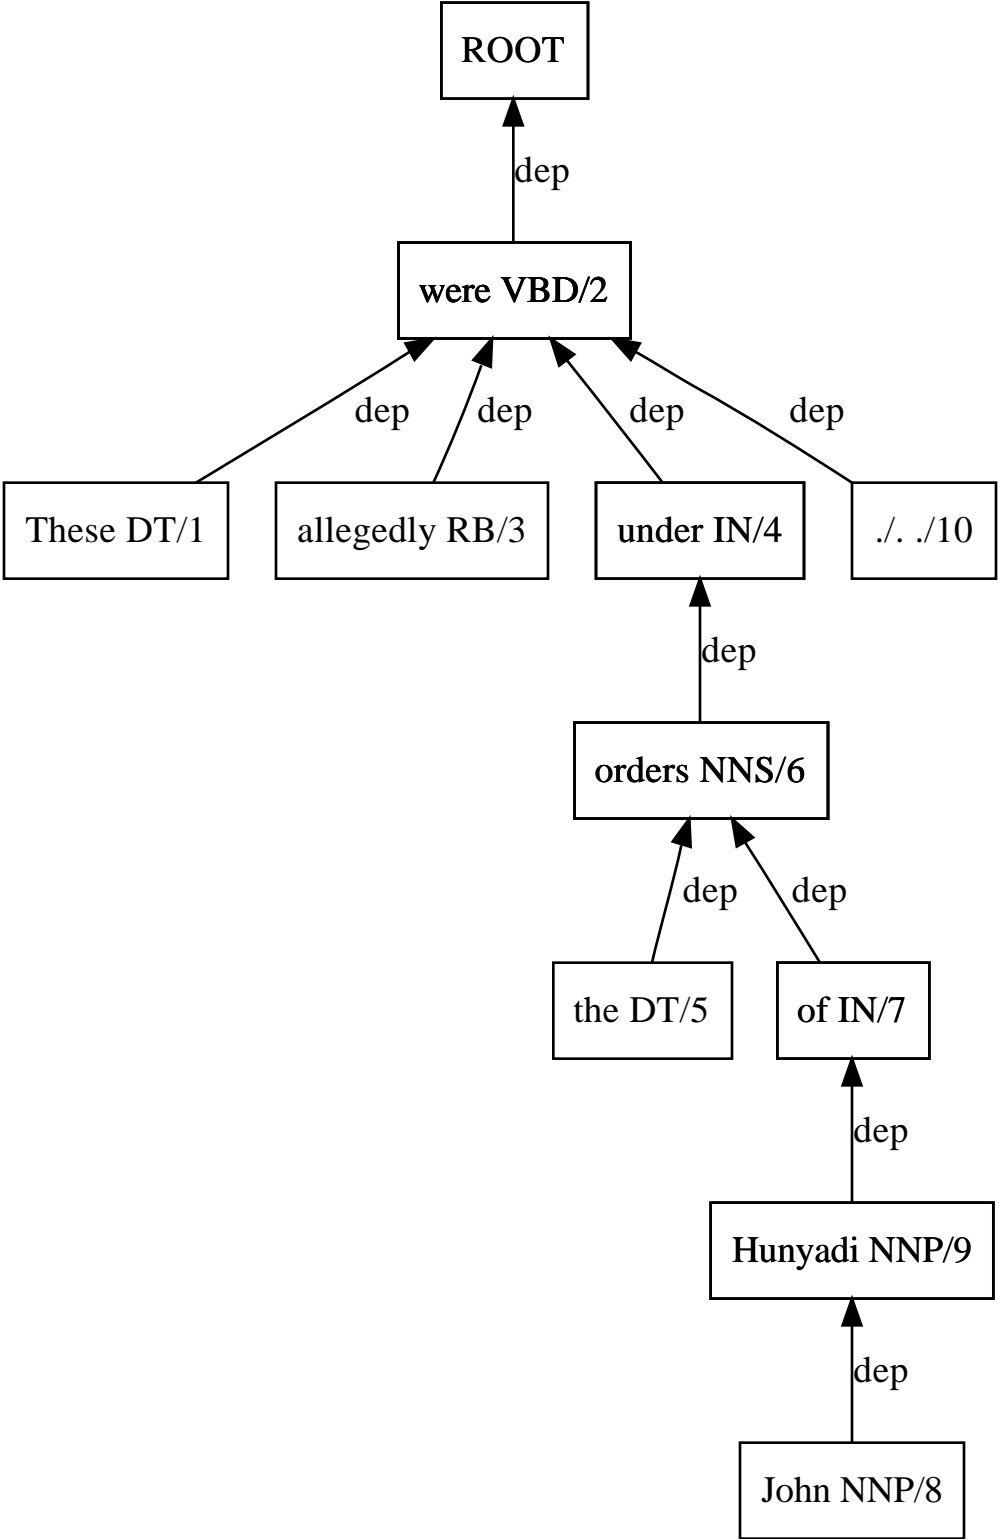 ROOT
dep
were VBD/2
dep dep dep dep
These DT/1 allegedly RB/3 under IN/4 ./. ./10
dep
orders NNS/6
dep dep
the DT/5 of IN/7
dep
Hunyadi NNP/9
dep
John NNP/8